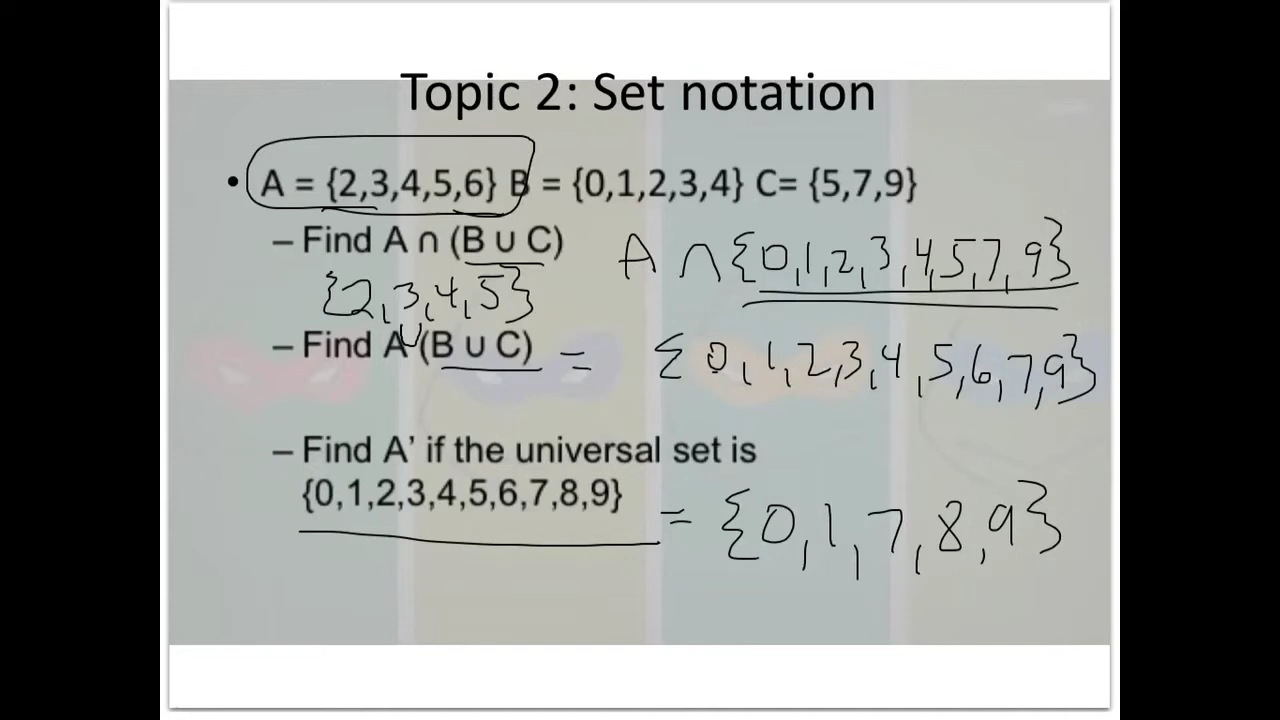 Topic 2: Set notation
• A = {2,3,4,5,6} B = {0,1,2,3,4} C= {5,7,9}
– Find A ∩ (B ∪ C) A ∩ {0,1,2,3,4,5,7,9}
{2,3,4,5}
– Find A ∪ (B ∪ C) = {0,1,2,3,4,5,6,7,9}
– Find A’ if the universal set is
{0,1,2,3,4,5,6,7,8,9} = {0,1,7,8,9}